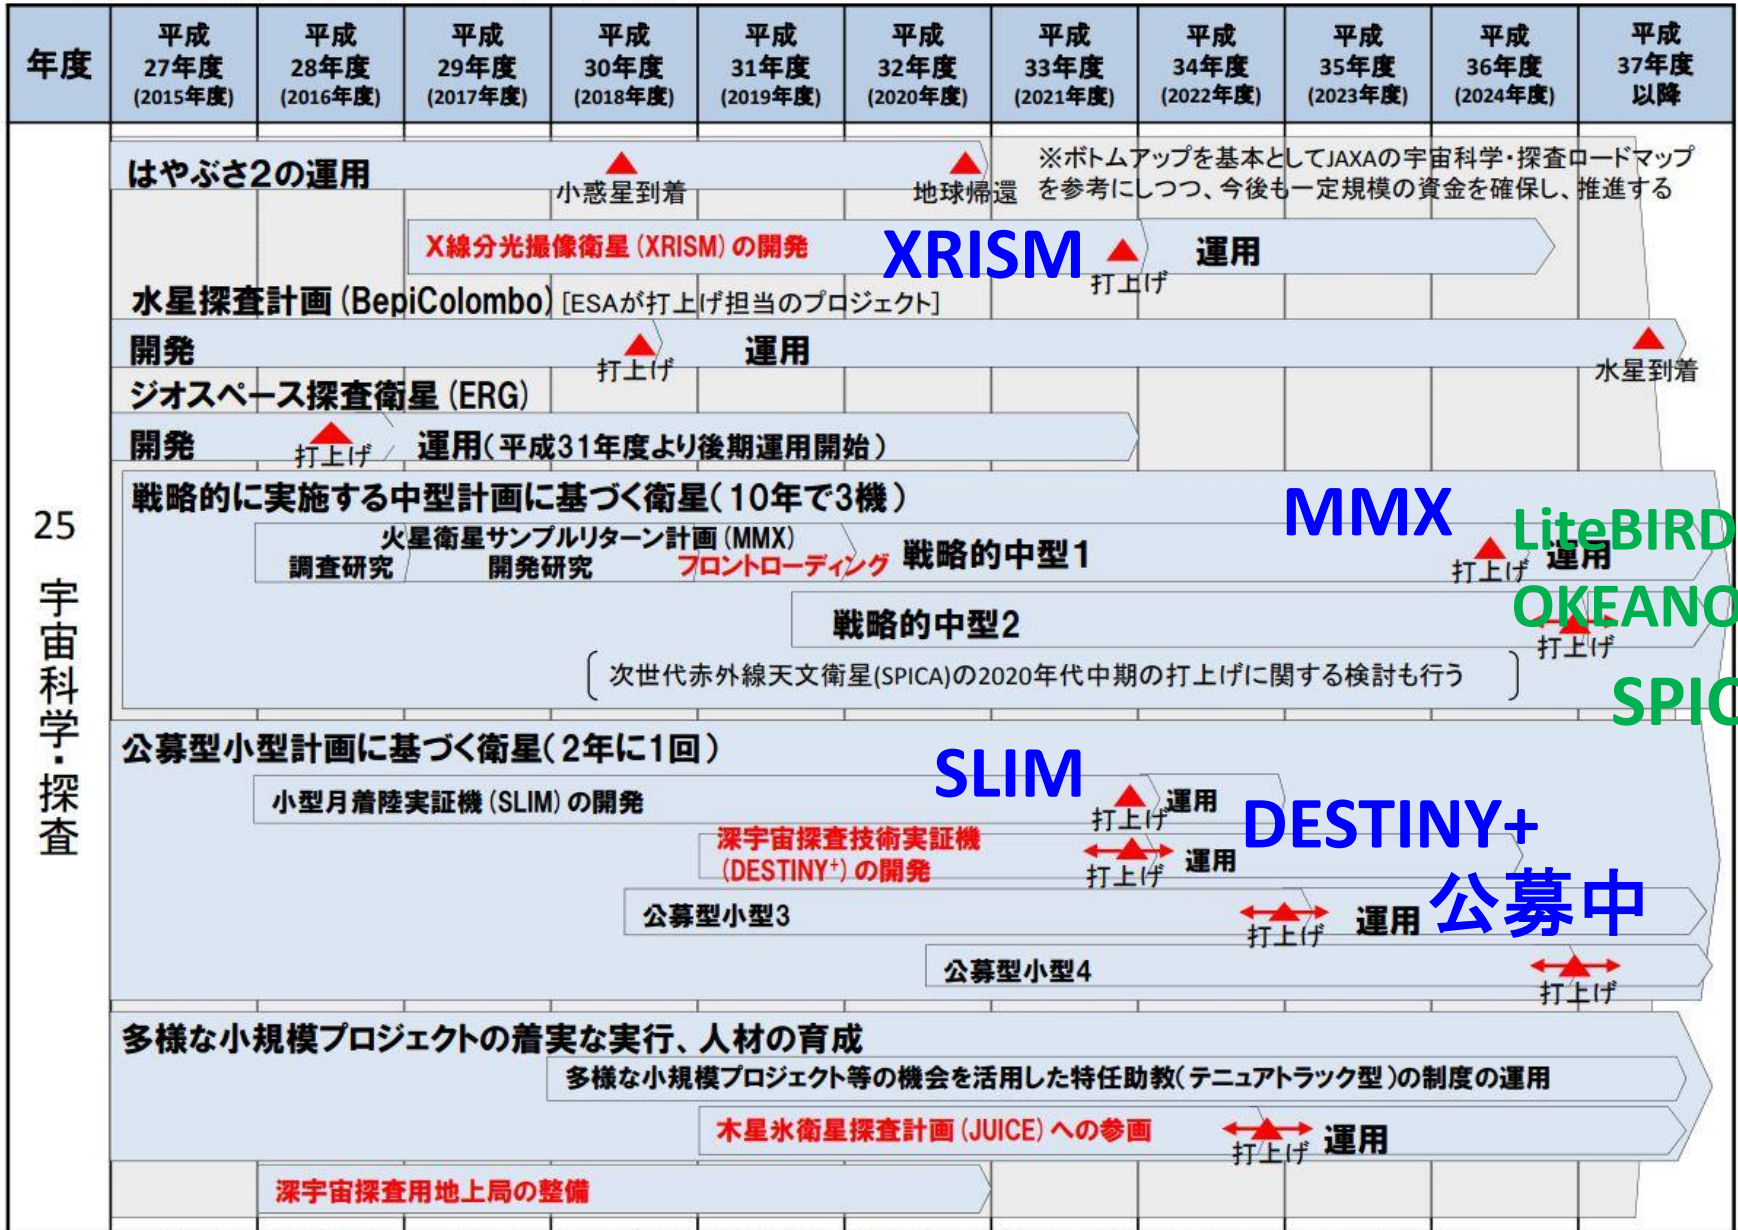 年度
平成
27年度
(2015年度)
平成
28年度
(2016年度)
平成
29年度
(2017年度)
平成
30年度
(2018年度)
平成
31年度
(2019年度)
平成
32年度
(2020年度)
平成
33年度
(2021年度)
平成
34年度
(2022年度)
平成
35年度
(2023年度)
平成
36年度
(2024年度)
平成
37年度
以降
25 宇宙科学・探査
はやぶさ2の運用
小惑星到着
地球帰還
※ボトムアップを基本としてJAXAの宇宙科学・探査ロードマップ
を参考にしつつ、今後も一定規模の資金を確保し、推進する
X線分光撮像衛星(XRISM)の開発
XRISM
打上げ
運用
水星探査計画(BepiColombo) [ESAが打上げ担当のプロジェクト]
開発
打上げ
運用
水星到着
ジオスペース探査衛星(ERG)
開発
打上げ
運用(平成31年度より後期運用開始)
戦略的に実施する中型計画に基づく衛星(10年で3機)
MMX
LiteBIRD
火星衛星サンプルリターン計画(MMX)
調査研究
開発研究
フロントローディング
戦略的中型1
打上げ
運用
OKEANO
戦略的中型2
打上げ
(次世代赤外線天文衛星(SPICA)の2020年代中期の打上げに関する検討も行う)
SPIC
公募型小型計画に基づく衛星(2年に1回)
SLIM
小型月着陸実証機(SLIM)の開発
打上げ
運用
DESTINY+
深宇宙探査技術実証機
(DESTINY+)の開発
打上げ
運用
公募中
公募型小型3
打上げ
運用
公募型小型4
打上げ
多様な小規模プロジェクトの着実な実行、人材の育成
多様な小規模プロジェクト等の機会を活用した特任助教(テニュアトラック型)の制度の運用
木星氷衛星探査計画(JUICE)への参画
打上げ
運用
深宇宙探査用地上局の整備